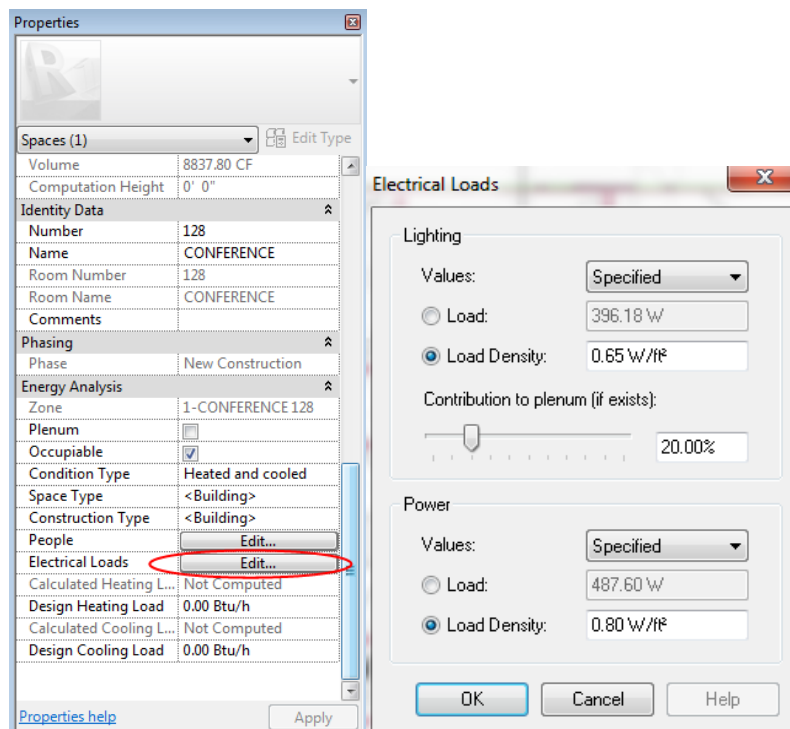 Properties
Spaces (1)
Edit Type
Volume 8837.80 CF
Computation Height 0' 0"
Identity Data
Number 128
Name CONFERENCE
Room Number 128
Room Name CONFERENCE
Comments
Phasing
Phase New Construction
Energy Analysis
Zone 1-CONFERENCE 128
Plenum
Occupiable
Condition Type Heated and cooled
Space Type <Building>
Construction Type <Building>
People Edit...
Electrical Loads Edit...
Calculated Heating L... Not Computed
Design Heating Load 0.00 Btu/h
Calculated Cooling L... Not Computed
Design Cooling Load 0.00 Btu/h
Properties help
Apply
Electrical Loads
Lighting
Values: Specified
Load: 396.18 W
Load Density: 0.65 W/ft²
Contribution to plenum (if exists):
20.00%
Power
Values: Specified
Load: 487.60 W
Load Density: 0.80 W/ft²
OK Cancel Help